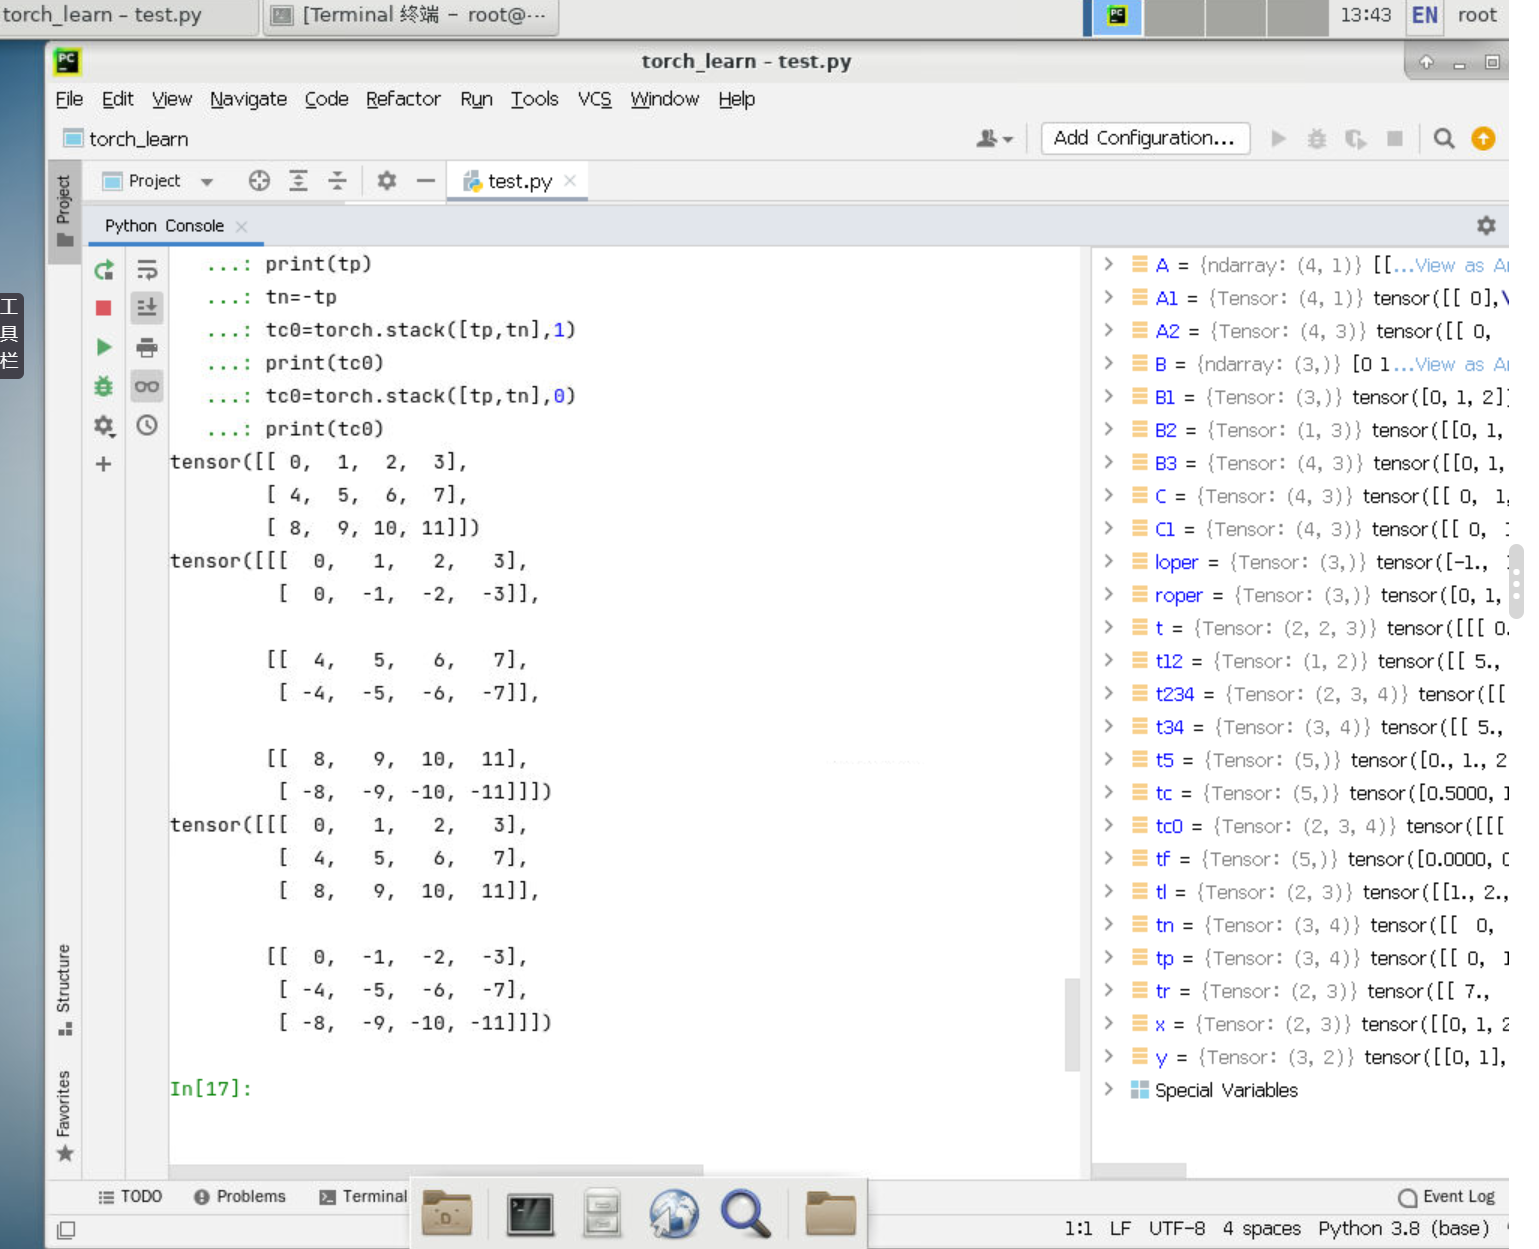 torch_learn – test.py
[Terminal 终端 – root@···
13:43
EN
root
torch_learn – test.py
File Edit View Navigate Code Refactor Run Tools VCS Window Help
torch_learn
Add Configuration...
Project
test.py
Project
Python Console
工
具
栏
...: print(tp)
...: tn=-tp
...: tc0=torch.stack([tp,tn],1)
...: print(tc0)
...: tc0=torch.stack([tp,tn],0)
...: print(tc0)
tensor([[ 0,  1,  2,  3],
        [ 4,  5,  6,  7],
        [ 8,  9, 10, 11]])
tensor([[[  0,   1,   2,   3],
         [  0,  -1,  -2,  -3]],
        [[  4,   5,   6,   7],
         [ -4,  -5,  -6,  -7]],
        [[  8,   9,  10,  11],
         [ -8,  -9, -10, -11]]])
tensor([[[  0,   1,   2,   3],
         [  4,   5,   6,   7],
         [  8,   9,  10,  11]],
        [[  0,  -1,  -2,  -3],
         [ -4,  -5,  -6,  -7],
         [ -8,  -9, -10, -11]]])
In[17]:
A = {ndarray: (4, 1)} [[...View as Ar
A1 = {Tensor: (4, 1)} tensor([[ 0],\
A2 = {Tensor: (4, 3)} tensor([[ 0,
B = {ndarray: (3,)} [0 1...View as Ar
B1 = {Tensor: (3,)} tensor([0, 1, 2])
B2 = {Tensor: (1, 3)} tensor([[0, 1,
B3 = {Tensor: (4, 3)} tensor([[0, 1,
C = {Tensor: (4, 3)} tensor([[ 0, 1,
C1 = {Tensor: (4, 3)} tensor([[ 0,
loper = {Tensor: (3,)} tensor([-1.,
roper = {Tensor: (3,)} tensor([0, 1,
t = {Tensor: (2, 2, 3)} tensor([[[ 0.
t12 = {Tensor: (1, 2)} tensor([[ 5.,
t234 = {Tensor: (2, 3, 4)} tensor([[
t34 = {Tensor: (3, 4)} tensor([[ 5.,
t5 = {Tensor: (5,)} tensor([0., 1., 2
tc = {Tensor: (5,)} tensor([0.5000, 1
tc0 = {Tensor: (2, 3, 4)} tensor([[[
tf = {Tensor: (5,)} tensor([0.0000, 0
tl = {Tensor: (2, 3)} tensor([[1., 2.,
tn = {Tensor: (3, 4)} tensor([[ 0,
tp = {Tensor: (3, 4)} tensor([[ 0, 1
tr = {Tensor: (2, 3)} tensor([[ 7.,
x = {Tensor: (2, 3)} tensor([[0, 1, 2
y = {Tensor: (3, 2)} tensor([[0, 1],
Special Variables
Structure
Favorites
TODO Problems Terminal
Event Log
1:1 LF UTF-8 4 spaces Python 3.8 (base)